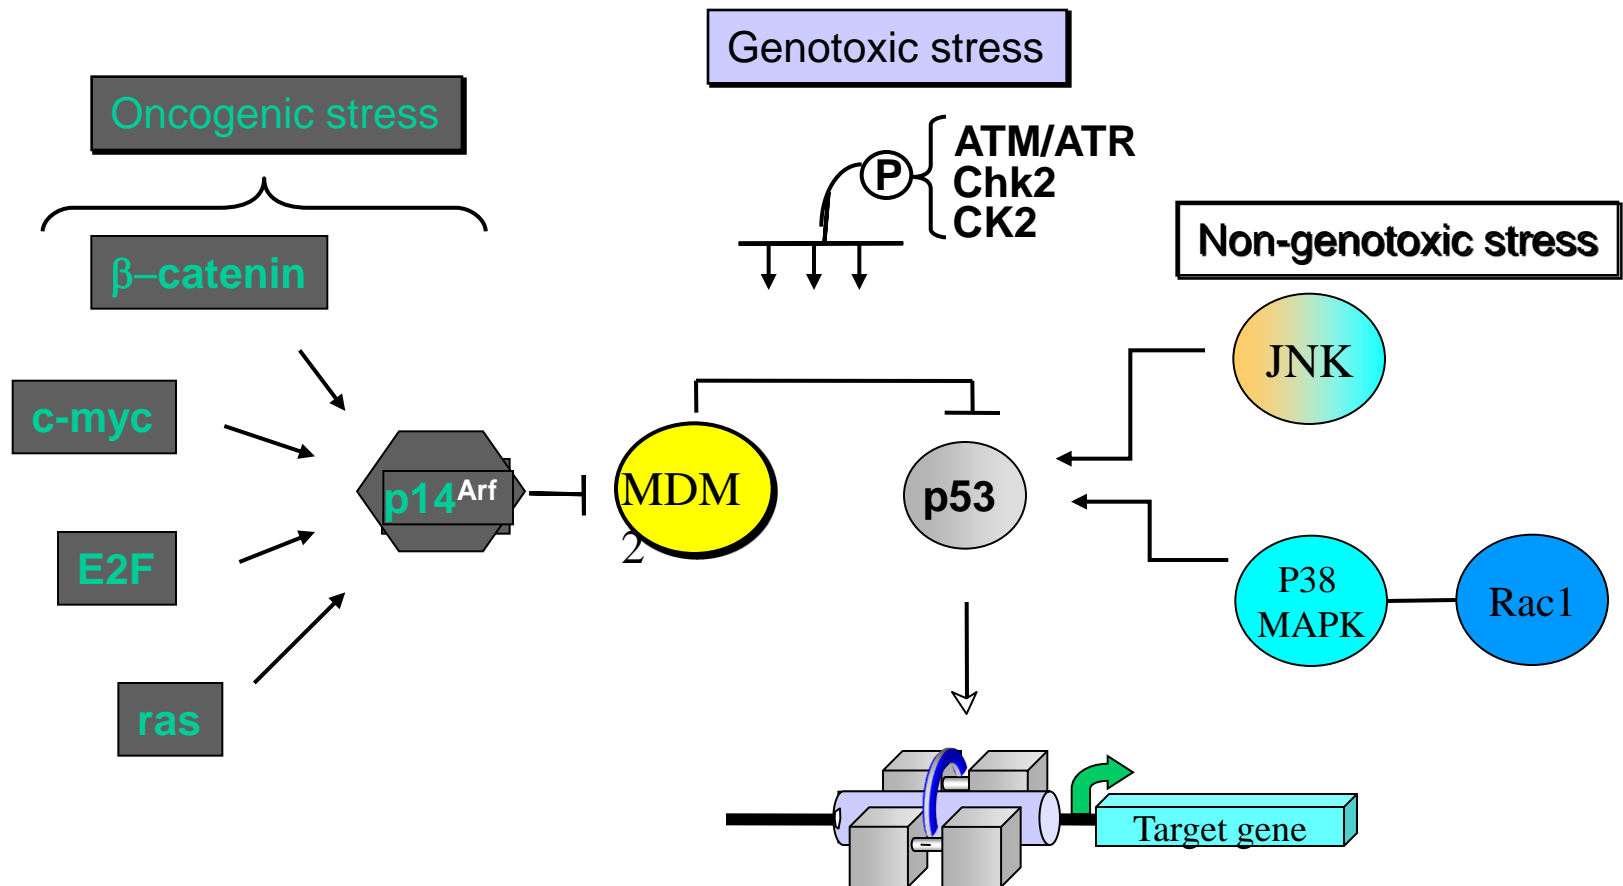 Genotoxic stress
Oncogenic stress
P
ATM/ATR
Chk2
CK2
Non-genotoxic stress
β–catenin
JNK
c-myc
p14Arf
MDM
2
p53
E2F
P38
MAPK
Rac1
ras
Target gene